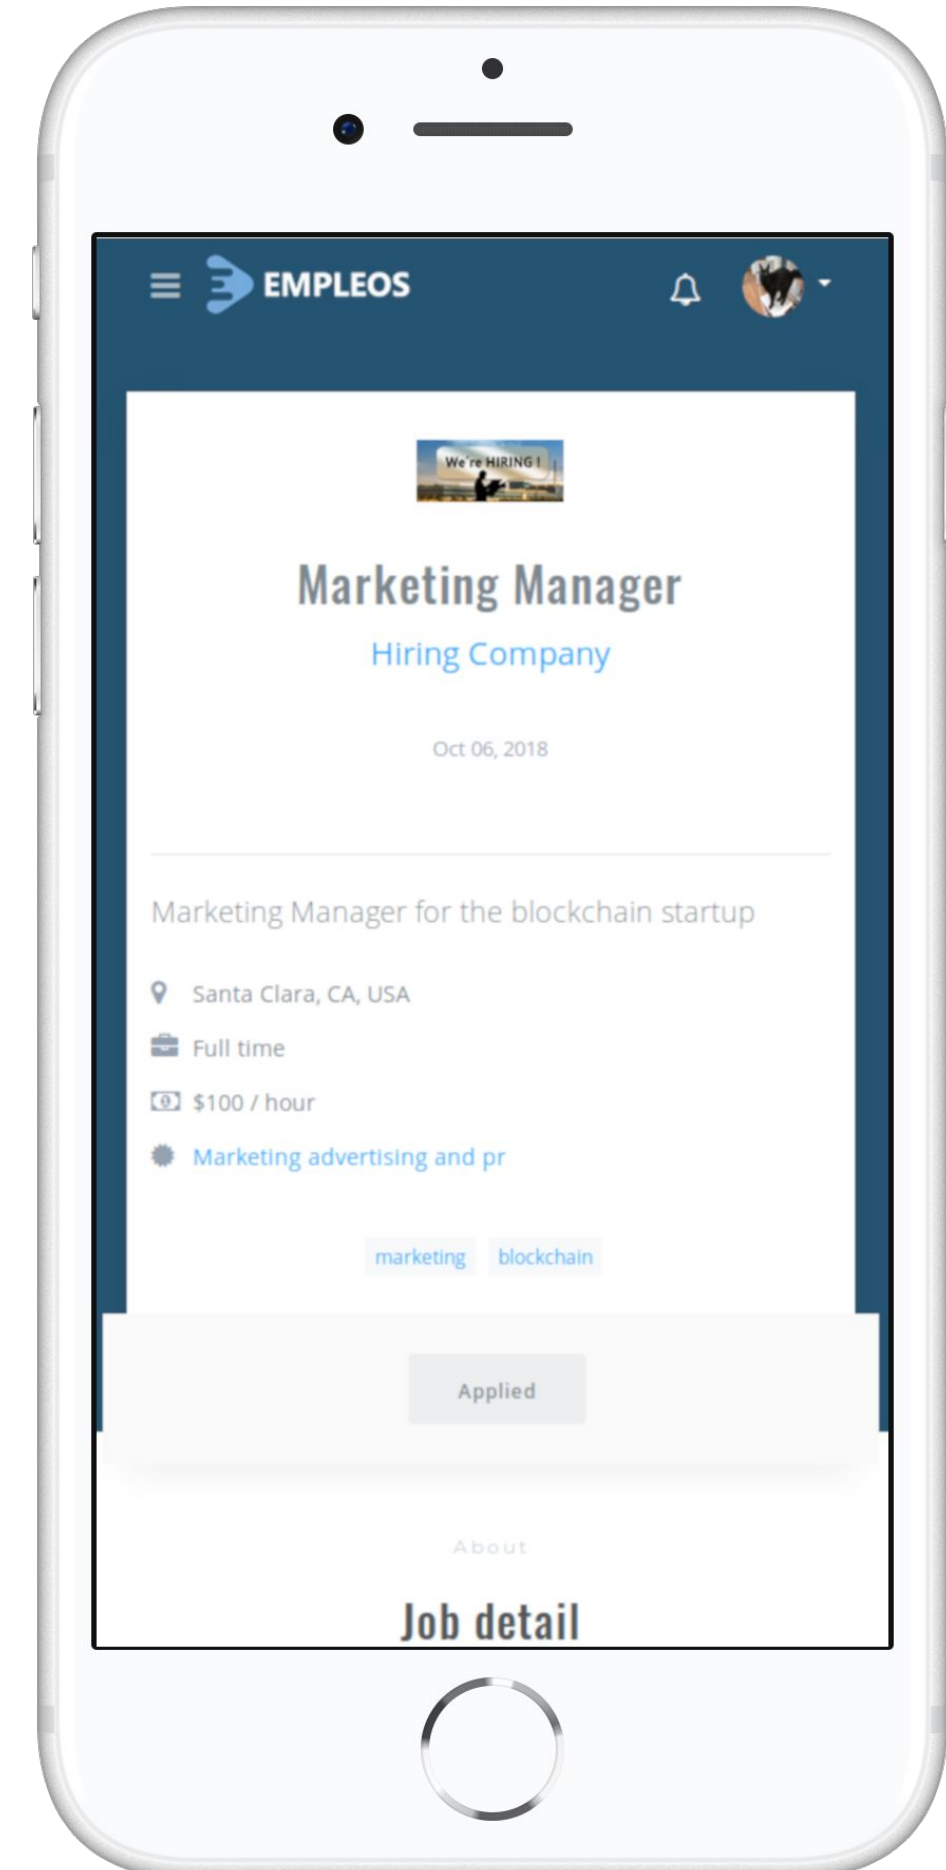 EMPLEOS
We're HIRING !
Marketing Manager
Hiring Company
Oct 06, 2018
Marketing Manager for the blockchain startup
Santa Clara, CA, USA
Full time
$100 / hour
Marketing advertising and pr
marketing blockchain
Applied
About
Job detail